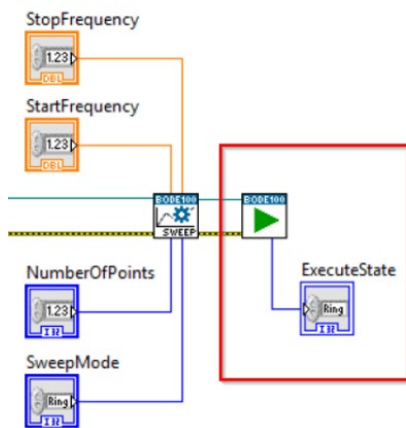 StopFrequency
1.23
DBL
StartFrequency
1.23
DBL
BODE100
SWEEP
BODE100
NumberOfPoints
1.23
I32
ExecuteState
Ring
I32
SweepMode
Ring
I32